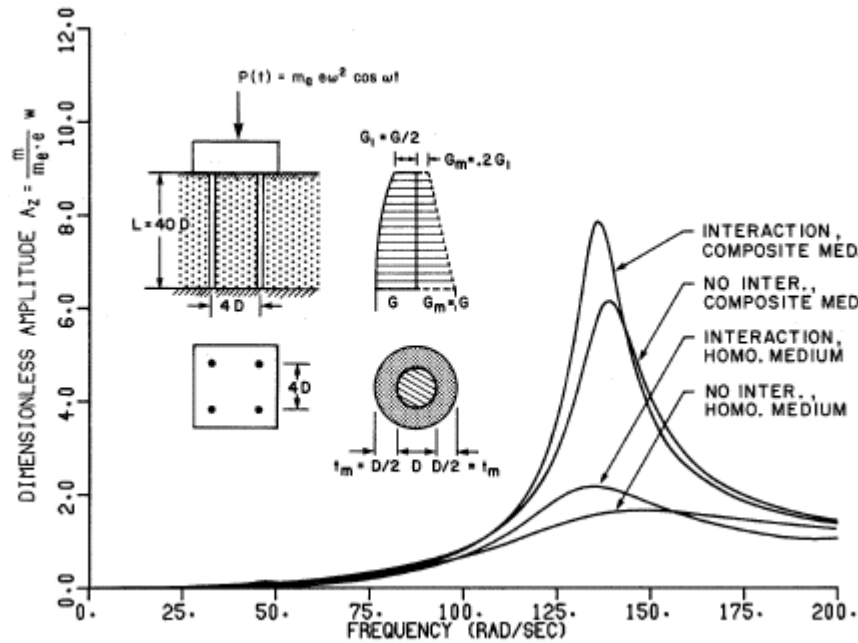 12.0
10.0
8.0
6.0
4.0
2.0
0.0
DIMENSIONLESS AMPLITUDE A_z = m / m_e · e w
P(t) = m_e e ω² cos ωt
G_I = G/2
G_m = .2 G_I
L = 40 D
4 D
G
G_m = G
4D
t_m = D/2 D D/2 = t_m
INTERACTION,
COMPOSITE MED.
NO INTER.,
COMPOSITE MED
INTERACTION,
HOMO. MEDIUM
NO INTER.,
HOMO. MEDIUM
0. 25. 50. 75. 100. 125. 150. 175. 200.
FREQUENCY (RAD/SEC)